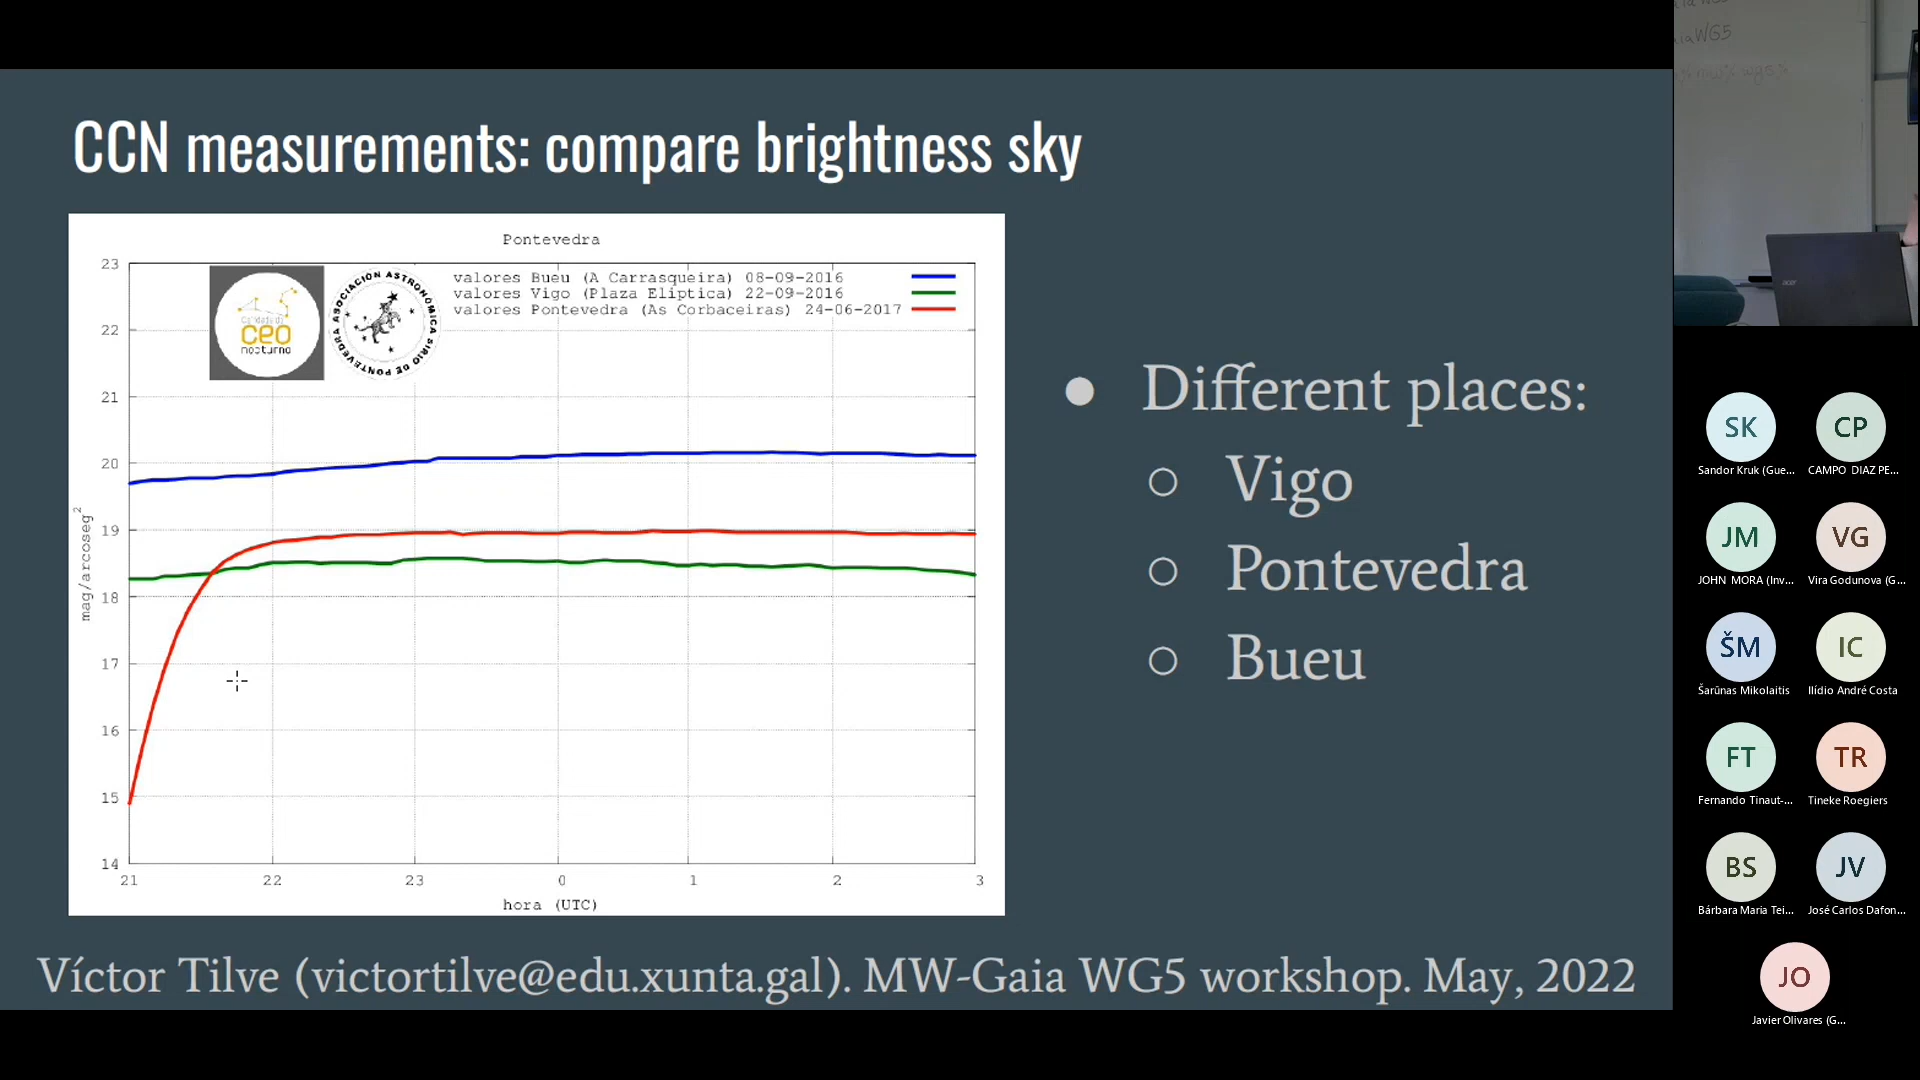 CCN measurements: compare brightness sky
Pontevedra
valores Bueu (A Carrasqueira) 08-09-2016
valores Vigo (Plaza Eliptica) 22-09-2016
valores Pontevedra (As Corbaceiras) 24-06-2017
ceo
nocturno
ASOCIACIÓN ASTRONÓMICA SIRIO DE PONTEVEDRA
23
22
21
20
19
18
17
16
15
14
mag/arcoseg2
21 22 23 0 1 2 3
hora (UTC)
● Different places:
○ Vigo
○ Pontevedra
○ Bueu
Víctor Tilve (victortilve@edu.xunta.gal). MW-Gaia WG5 workshop. May, 2022
acer
SK CP
Sandor Kruk (Gue... CAMPO DIAZ PE...
JM VG
JOHN MORA (Inv... Vira Godunova (G...
ŠM IC
Šarūnas Mikolaitis Ilídio André Costa
FT TR
Fernando Tinaut-... Tineke Roegiers
BS JV
Bárbara Maria Tei... José Carlos Dafon...
JO
Javier Olivares (G...